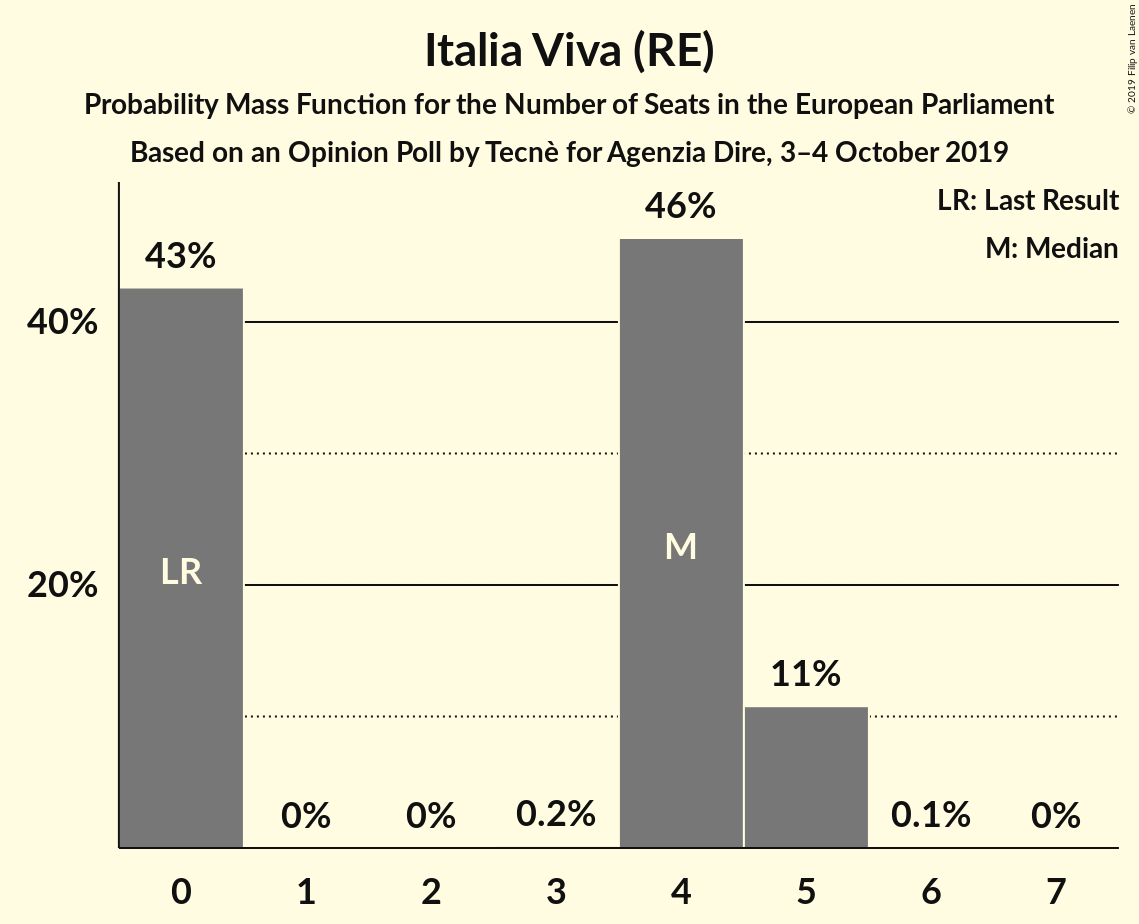 Italia Viva (RE)
Probability Mass Function for the Number of Seats in the European Parliament
Based on an Opinion Poll by Tecnè for Agenzia Dire, 3–4 October 2019
© 2019 Filip van Laenen
LR: Last Result
M: Median
46%
43%
40%
M
LR
20%
11%
0%
0%
0.2%
0.1%
0%
0
1
2
3
4
5
6
7